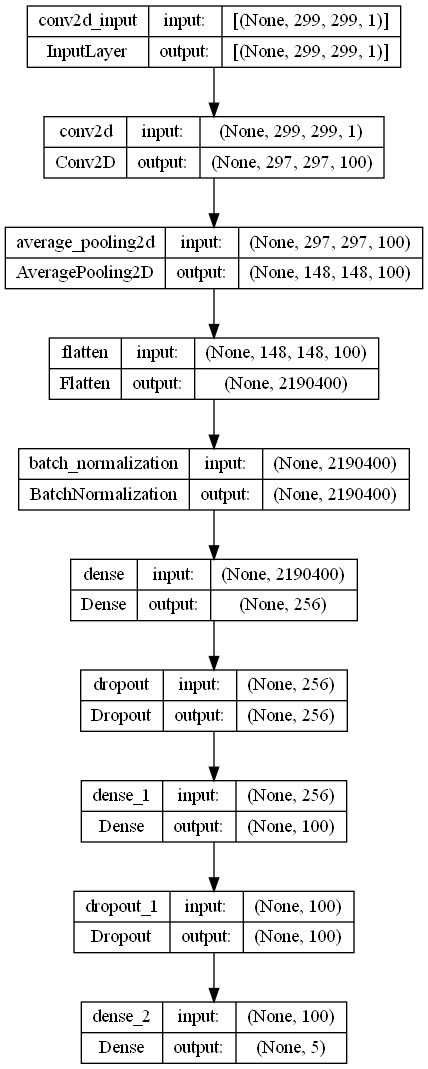 conv2d_input input: [(None, 299, 299, 1)]
InputLayer output: [(None, 299, 299, 1)]
conv2d input: (None, 299, 299, 1)
Conv2D output: (None, 297, 297, 100)
average_pooling2d input: (None, 297, 297, 100)
AveragePooling2D output: (None, 148, 148, 100)
flatten input: (None, 148, 148, 100)
Flatten output: (None, 2190400)
batch_normalization input: (None, 2190400)
BatchNormalization output: (None, 2190400)
dense input: (None, 2190400)
Dense output: (None, 256)
dropout input: (None, 256)
Dropout output: (None, 256)
dense_1 input: (None, 256)
Dense output: (None, 100)
dropout_1 input: (None, 100)
Dropout output: (None, 100)
dense_2 input: (None, 100)
Dense output: (None, 5)